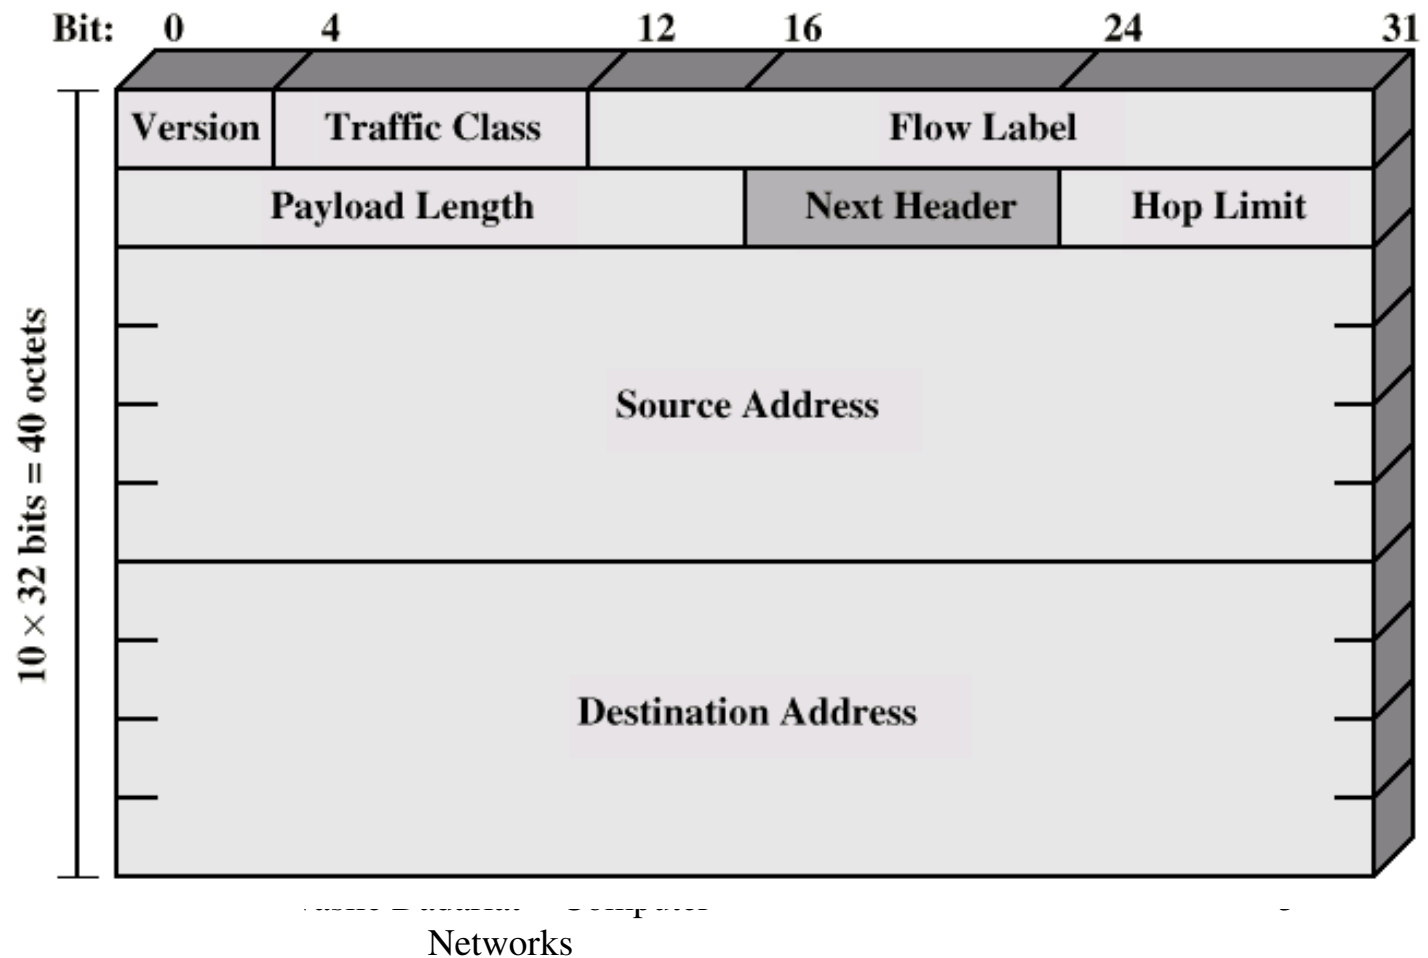 Bit: 0 4 12 16 24 31
Version Traffic Class Flow Label
Payload Length Next Header Hop Limit
Source Address
Destination Address
10 × 32 bits = 40 octets
Computer
Networks